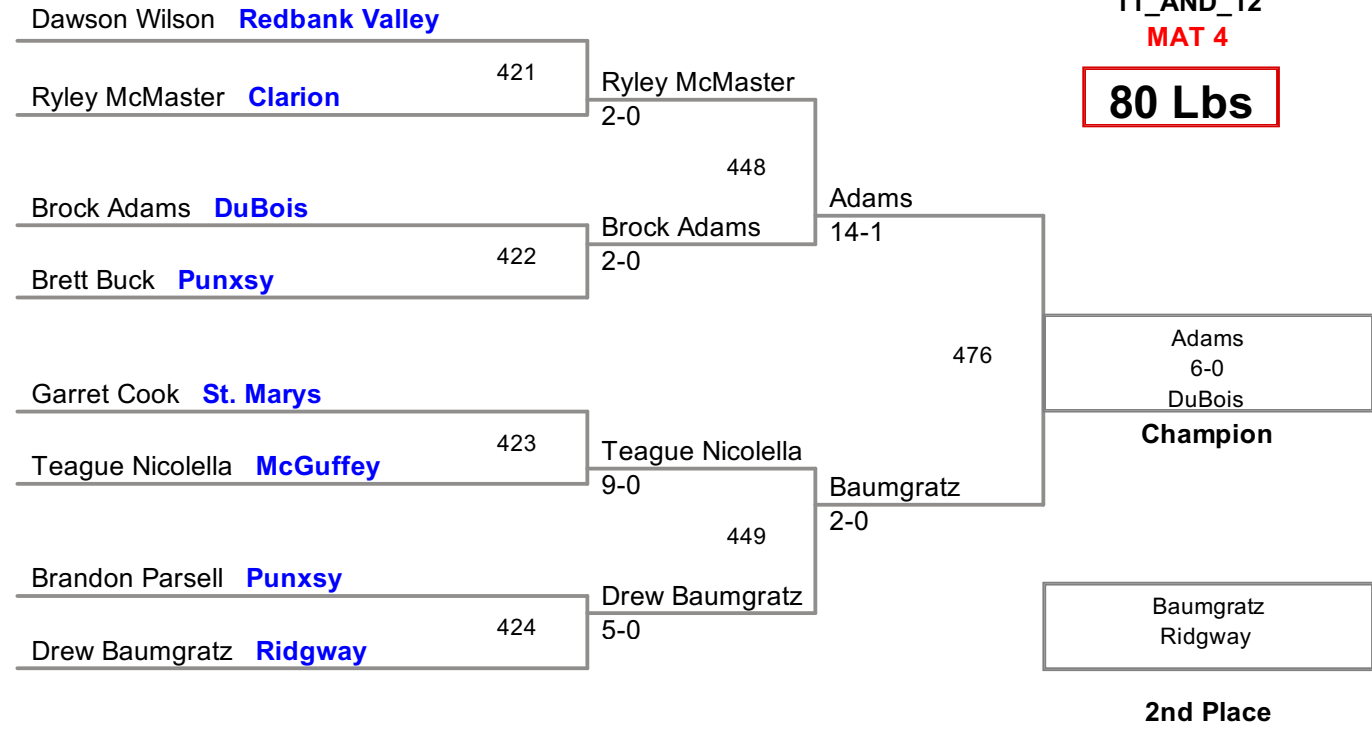 11_AND_12
MAT 4
80 Lbs
Dawson Wilson Redbank Valley
421
Ryley McMaster Clarion
Ryley McMaster
2-0
448
Brock Adams DuBois
Brock Adams
2-0
422
Brett Buck Punxsy
Adams
14-1
476
Garret Cook St. Marys
423
Teague Nicolella McGuffey
Teague Nicolella
9-0
449
Baumgratz
2-0
Brandon Parsell Punxsy
Drew Baumgratz
5-0
424
Drew Baumgratz Ridgway
Adams
6-0
DuBois
Champion
Baumgratz
Ridgway
2nd Place